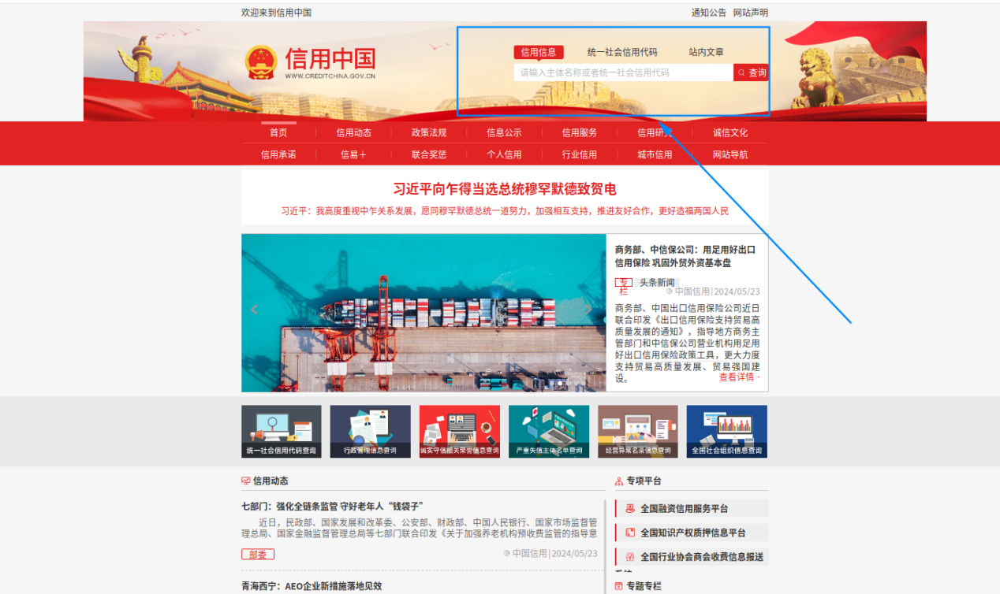 欢迎来到信用中国
通知公告 网站声明
信用中国
WWW.CREDITCHINA.GOV.CN
信用信息 统一社会信用代码 站内文章
请输入主体名称或者统一社会信用代码 查询
首页 信用动态 政策法规 信息公示 信用服务 信用研究 诚信文化
信用承诺 信易＋ 联合奖惩 个人信用 行业信用 城市信用 网站导航
习近平向乍得当选总统穆罕默德致贺电
习近平：我高度重视中乍关系发展，愿同穆罕默德总统一道努力，加强相互支持，推进友好合作，更好造福两国人民
商务部、中信保公司：用足用好出口
信用保险 巩固外贸外资基本盘
专栏 头条新闻
中国信用|2024/05/23
商务部、中国出口信用保险公司近日
联合印发《出口信用保险支持贸易高
质量发展的通知》，指导地方商务主
管部门和中信保公司营业机构用足用
好出口信用保险政策工具，更大力度
支持贸易高质量发展、贸易强国建
设。 查看详情
统一社会信用代码查询 行政管理信息查询 诚实守信相关荣誉信息查询 严重失信主体名单查询 经营异常名录信息查询 全国社会组织信息查询
信用动态
七部门：强化全链条监管 守好老年人“钱袋子”
近日，民政部、国家发展和改革委、公安部、财政部、中国人民银行、国家市场监督管
理总局、国家金融监督管理总局等七部门联合印发《关于加强养老机构预收费监管的指导意
部委 中国信用|2024/05/23
青海西宁：AEO企业新措施落地见效
专项平台
全国融资信用服务平台
全国知识产权质押信息平台
全国行业协会商会收费信息报送
专题专栏